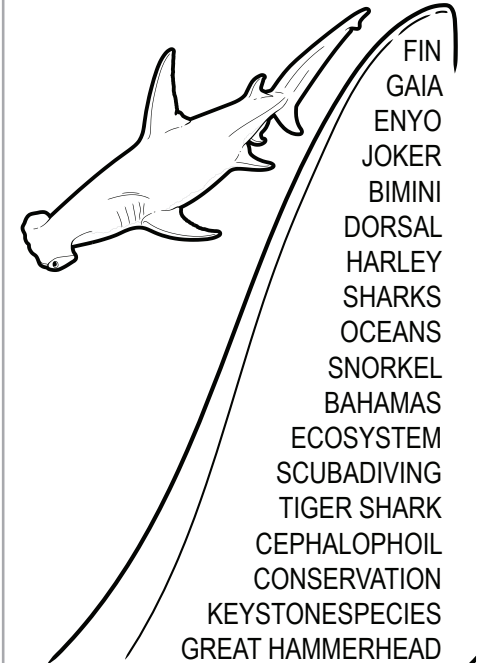 FIN
GAIA
ENYO
JOKER
BIMINI
DORSAL
HARLEY
SHARKS
OCEANS
SNORKEL
BAHAMAS
ECOSYSTEM
SCUBADIVING
TIGER SHARK
CEPHALOPHOIL
CONSERVATION
KEYSTONESPECIES
GREAT HAMMERHEAD